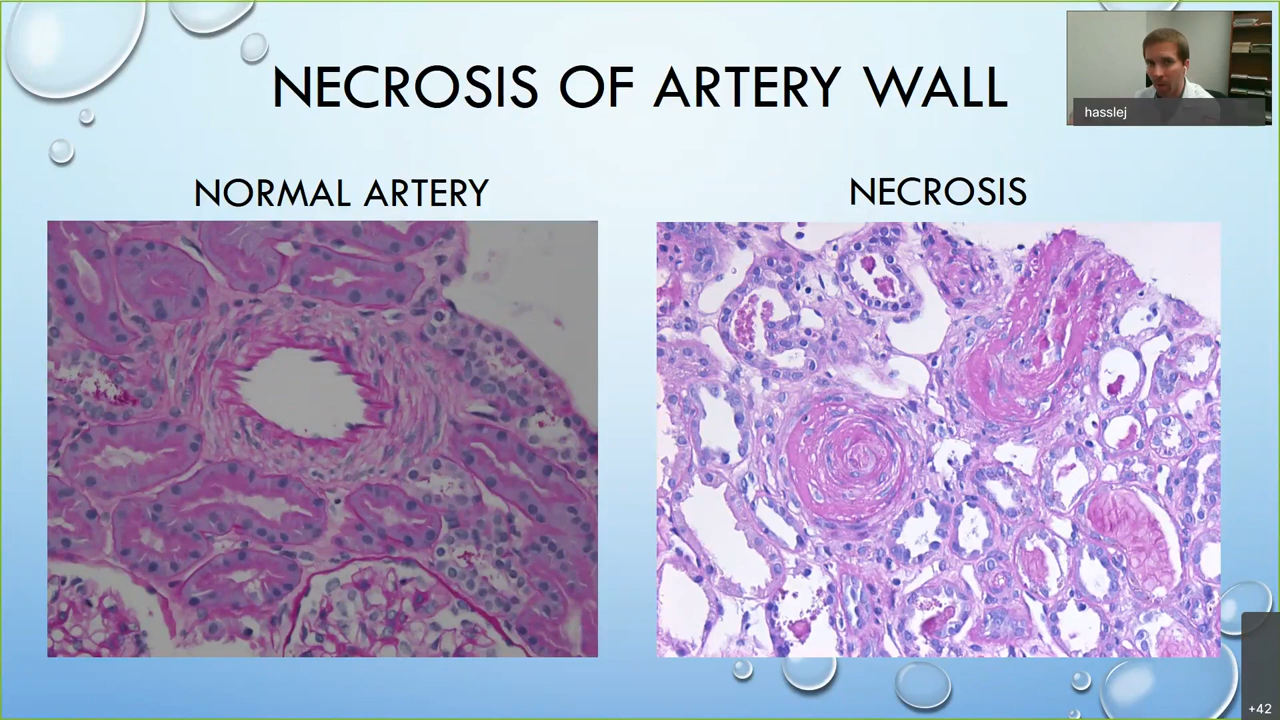 NECROSIS OF ARTERY WALL
hasslej
NORMAL ARTERY
NECROSIS
+42